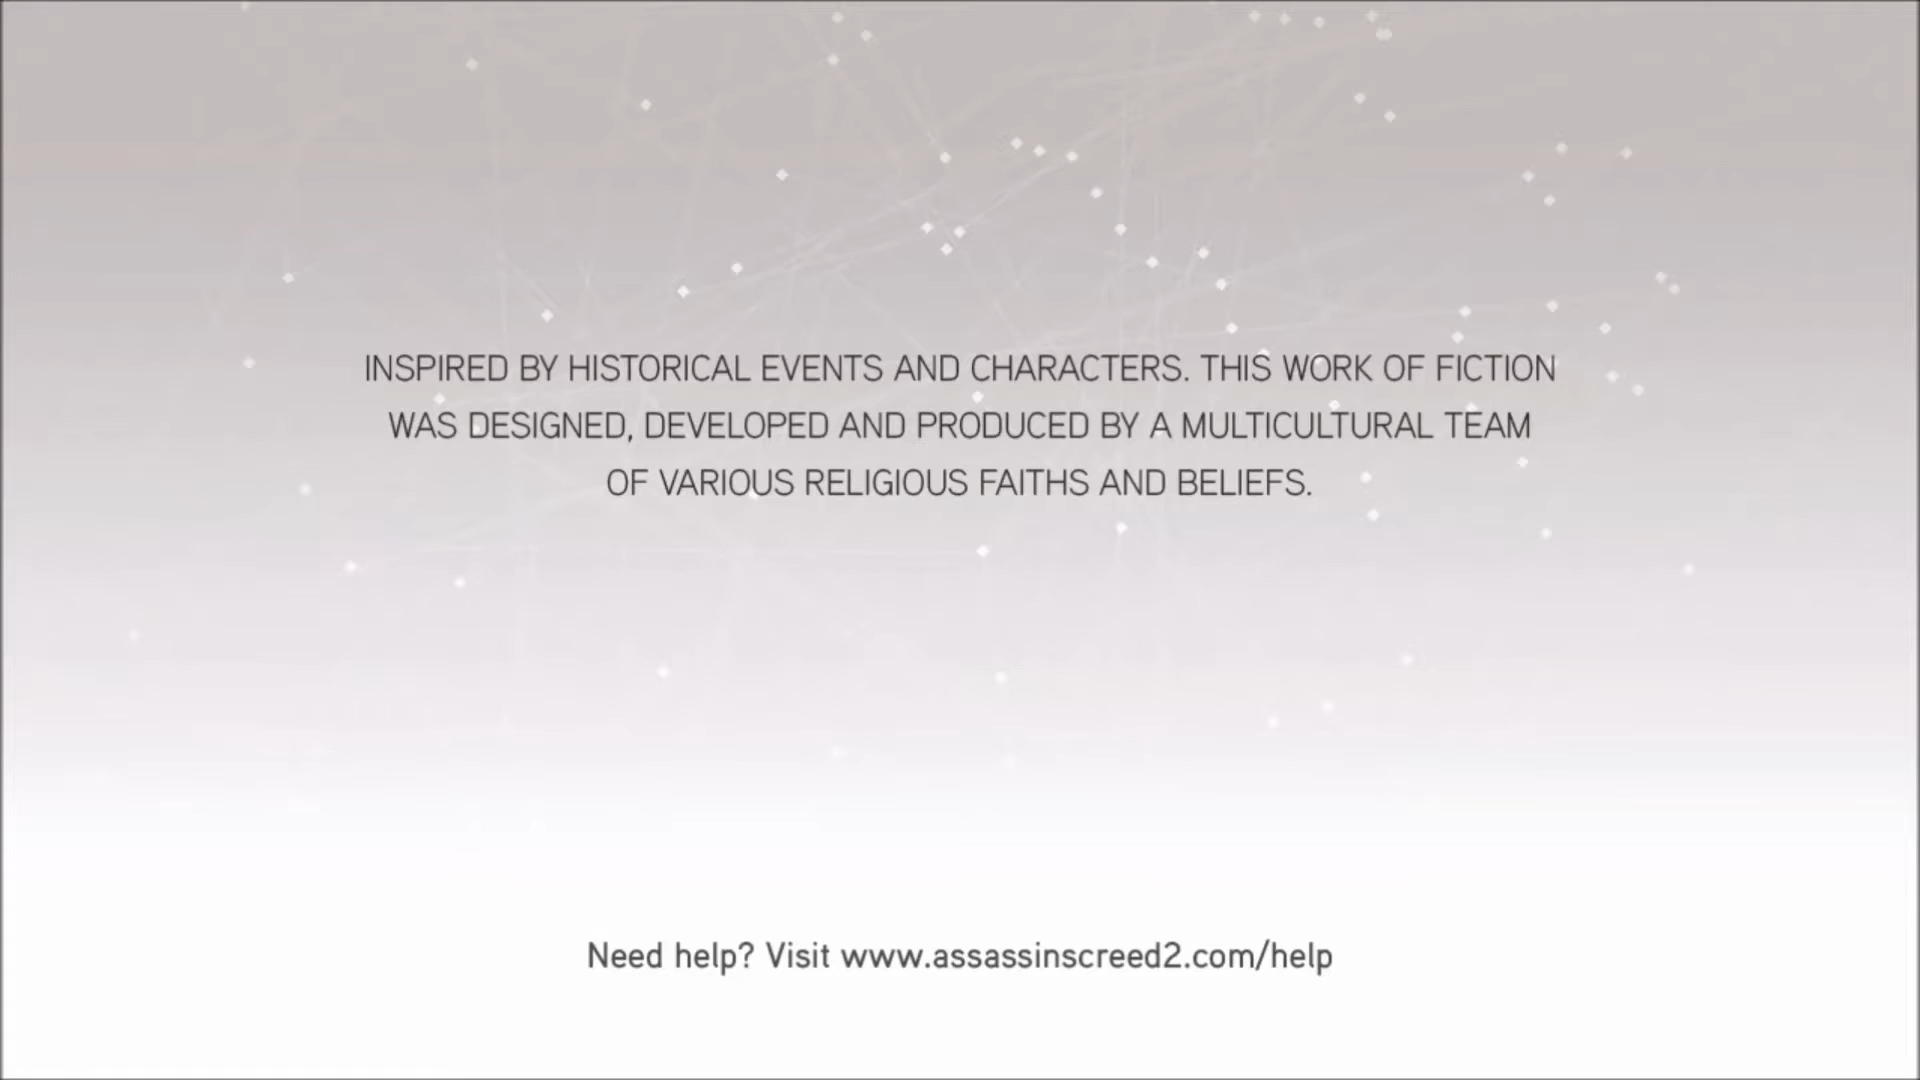 INSPIRED BY HISTORICAL EVENTS AND CHARACTERS. THIS WORK OF FICTION
WAS DESIGNED, DEVELOPED AND PRODUCED BY A MULTICULTURAL TEAM
OF VARIOUS RELIGIOUS FAITHS AND BELIEFS.
Need help? Visit www.assassinscreed2.com/help